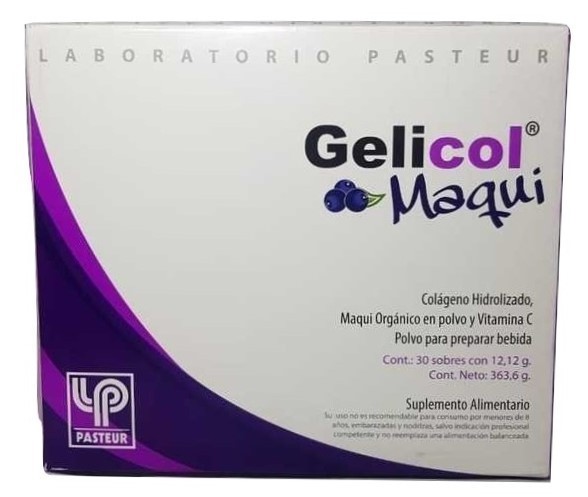 LABORATORIO PASTEUR
Gelicol®
Maqui
Colágeno Hidrolizado,
Maqui Orgánico en polvo y Vitamina C
Polvo para preparar bebida
Cont.: 30 sobres con 12,12 g.
Cont. Neto: 363,6 g.
Suplemento Alimentario
Su uso no es recomendable para consumo por menores de 8
años, embarazadas y nodrizas, salvo indicación profesional
competente y no reemplaza una alimentación balanceada
LP
PASTEUR